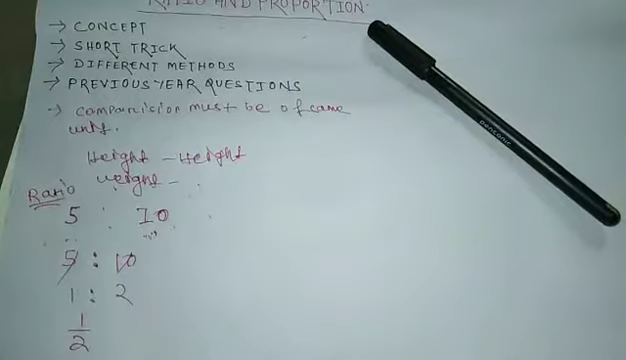 RATIO AND PROPORTION.
→ CONCEPT
→ SHORT TRICK
→ DIFFERENT METHODS
→ PREVIOUS YEAR QUESTIONS
→ comparision must be of same
unit.
Height - Height
weight -
Ratio
5 : 10
5 : 10
1 : 2
1/2
pentonic